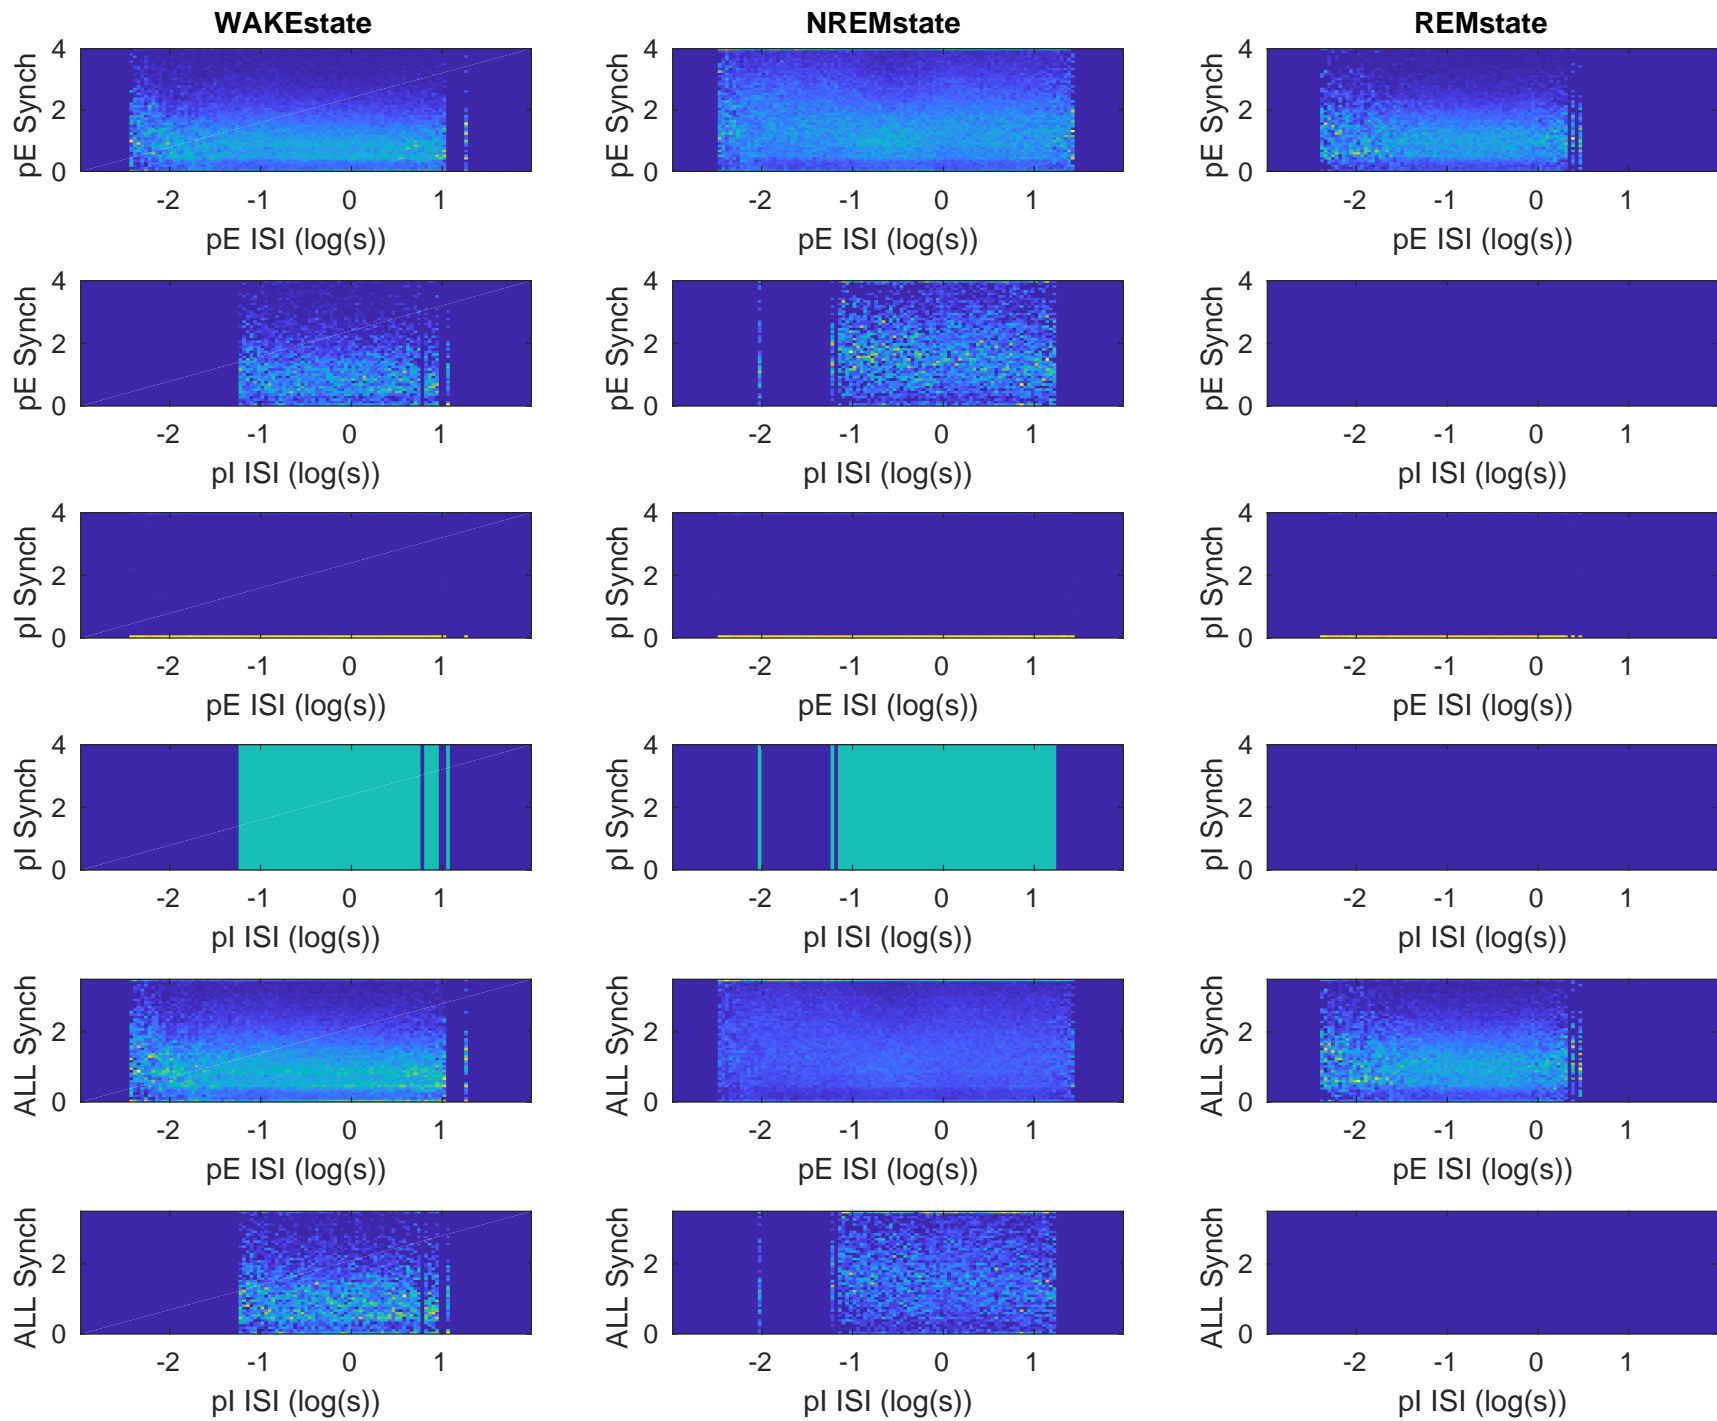 WAKEstate NREMstate REMstate
4 4 4
2 2 2
0 0 0
pE Synch pE Synch pE Synch
-2 -1 0 1 -2 -1 0 1 -2 -1 0 1
pE ISI (log(s)) pE ISI (log(s)) pE ISI (log(s))
4 4 4
2 2 2
0 0 0
pE Synch pE Synch pE Synch
-2 -1 0 1 -2 -1 0 1 -2 -1 0 1
pI ISI (log(s)) pI ISI (log(s)) pI ISI (log(s))
4 4 4
2 2 2
0 0 0
pI Synch pI Synch pI Synch
-2 -1 0 1 -2 -1 0 1 -2 -1 0 1
pE ISI (log(s)) pE ISI (log(s)) pE ISI (log(s))
4 4 4
2 2 2
0 0 0
pI Synch pI Synch pI Synch
-2 -1 0 1 -2 -1 0 1 -2 -1 0 1
pI ISI (log(s)) pI ISI (log(s)) pI ISI (log(s))
2 2 2
0 0 0
ALL Synch ALL Synch ALL Synch
-2 -1 0 1 -2 -1 0 1 -2 -1 0 1
pE ISI (log(s)) pE ISI (log(s)) pE ISI (log(s))
2 2 2
0 0 0
ALL Synch ALL Synch ALL Synch
-2 -1 0 1 -2 -1 0 1 -2 -1 0 1
pI ISI (log(s)) pI ISI (log(s)) pI ISI (log(s))